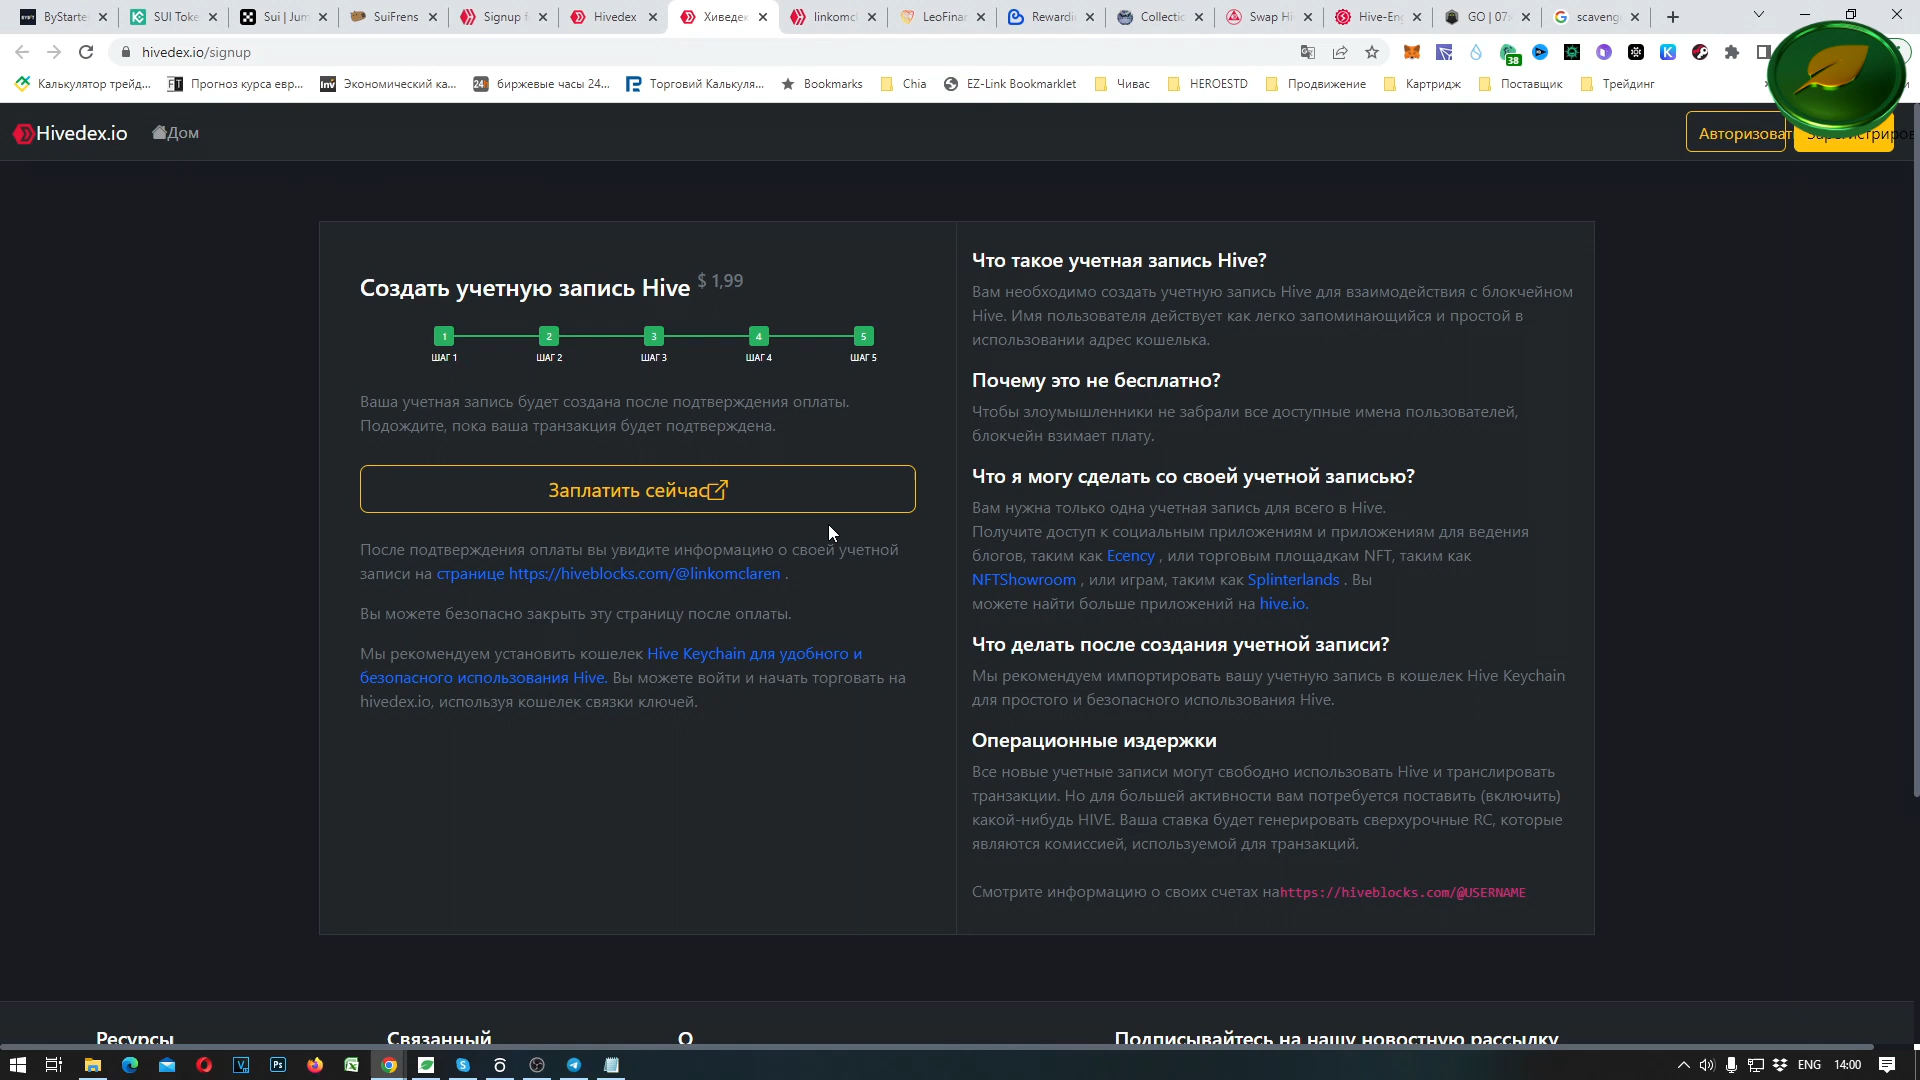 ByStarte
SUI Toke
Sui | Jum
SuiFrens
Signup f
Hivedex
Хиведек
linkomcl
LeoFinan
Rewardi
Collectio
Swap Hi
Hive-Eng
GO | 07:
scaveng
hivedex.io/signup
38
Калькулятор трейд...
Прогноз курса евр...
Экономический ка...
биржевые часы 24...
Торговий Калькуля...
Bookmarks
Chia
EZ-Link Bookmarklet
Чивас
HEROESTD
Продвижение
Картридж
Поставщик
Трейдинг
Hivedex.io
Дом
Авторизоват
Создать учетную запись Hive $ 1,99
1 2 3 4 5
ШАГ 1 ШАГ 2 ШАГ 3 ШАГ 4 ШАГ 5
Ваша учетная запись будет создана после подтверждения оплаты.
Подождите, пока ваша транзакция будет подтверждена.
Заплатить сейчас
После подтверждения оплаты вы увидите информацию о своей учетной
записи на странице https://hiveblocks.com/@linkomclaren .
Вы можете безопасно закрыть эту страницу после оплаты.
Мы рекомендуем установить кошелек Hive Keychain для удобного и
безопасного использования Hive. Вы можете войти и начать торговать на
hivedex.io, используя кошелек связки ключей.
Что такое учетная запись Hive?
Вам необходимо создать учетную запись Hive для взаимодействия с блокчейном
Hive. Имя пользователя действует как легко запоминающийся и простой в
использовании адрес кошелька.
Почему это не бесплатно?
Чтобы злоумышленники не забрали все доступные имена пользователей,
блокчейн взимает плату.
Что я могу сделать со своей учетной записью?
Вам нужна только одна учетная запись для всего в Hive.
Получите доступ к социальным приложениям и приложениям для ведения
блогов, таким как Ecency , или торговым площадкам NFT, таким как
NFTShowroom , или играм, таким как Splinterlands . Вы
можете найти больше приложений на hive.io.
Что делать после создания учетной записи?
Мы рекомендуем импортировать вашу учетную запись в кошелек Hive Keychain
для простого и безопасного использования Hive.
Операционные издержки
Все новые учетные записи могут свободно использовать Hive и транслировать
транзакции. Но для большей активности вам потребуется поставить (включить)
какой-нибудь HIVE. Ваша ставка будет генерировать сверхурочные RC, которые
являются комиссией, используемой для транзакций.
Смотрите информацию о своих счетах наhttps://hiveblocks.com/@USERNAME
Ресурсы
Связанный
О
Подписывайтесь на нашу новостную рассылку
ENG
14:00